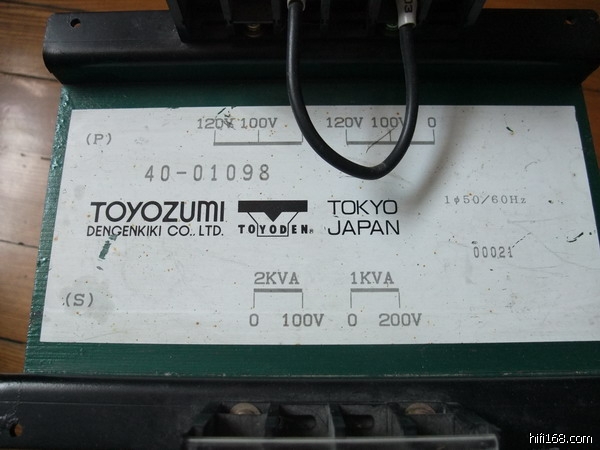 120V 100V 120V 100V 0
(P)
40-01098
TOYOZUMI
DENGENKIKI CO., LTD.
TOYODEN®
TOKYO
JAPAN
1φ50/60Hz
00021
2KVA 1KVA
(S)
0 100V 0 200V
hifi168.com